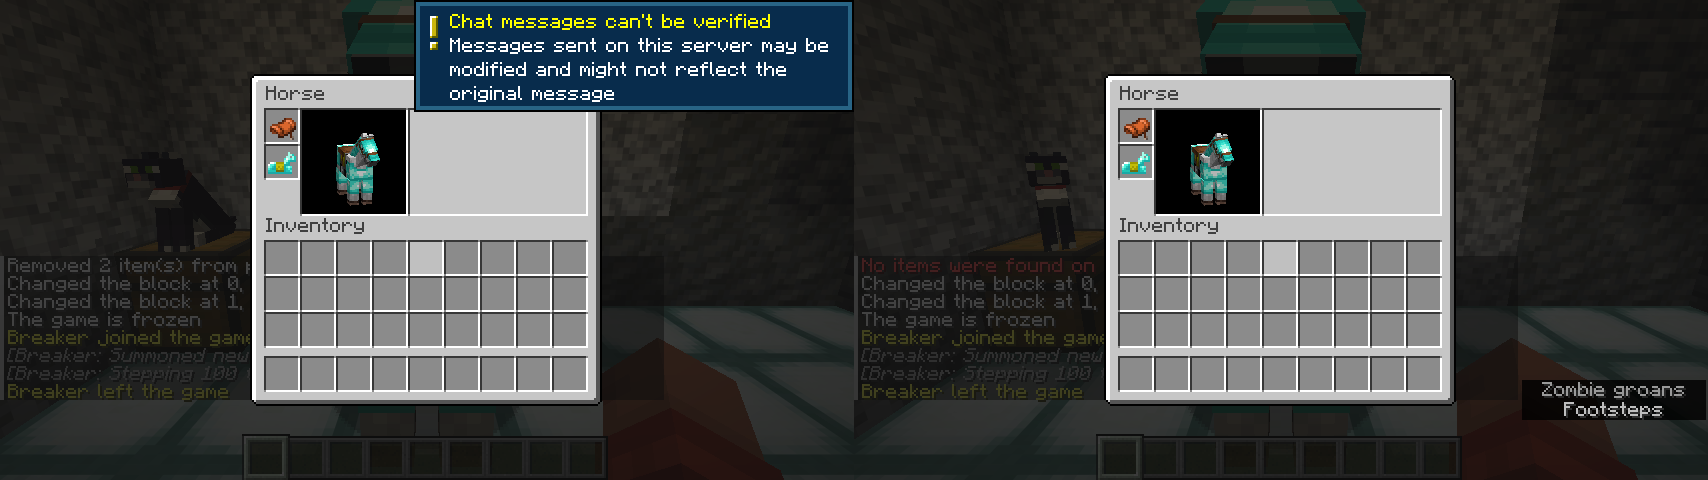 Chat messages can't be verified
Messages sent on this server may be
modified and might not reflect the
original message
Horse
Inventory
Removed 2 item(s) from
Changed the block at 0,
Changed the block at 1,
The game is frozen
Breaker joined the game
[Breaker: Summoned new
[Breaker: Stepping 100
Breaker left the game
Horse
Inventory
No items were found on
Changed the block at 0,
Changed the block at 1,
The game is frozen
Breaker joined the game
[Breaker: Summoned new
[Breaker: Stepping 100
Breaker left the game
Zombie groans
Footsteps